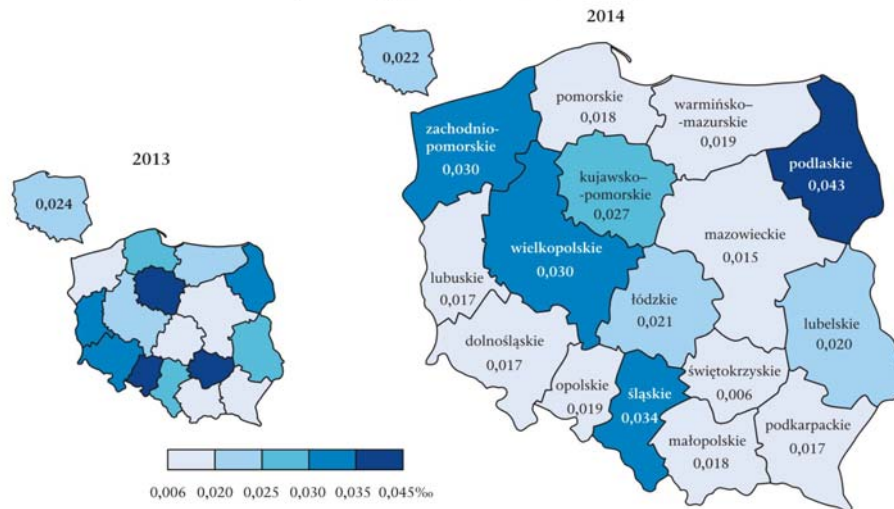 2013
0,024
0,006 0,020 0,025 0,030 0,035 0,045‰
2014
0,022
pomorskie
0,018
warmińsko–
-mazurskie
0,019
zachodnio-
pomorskie
0,030
podlaskie
0,043
kujawsko–
-pomorskie
0,027
mazowieckie
0,015
wielkopolskie
0,030
lubuskie
0,017
łódzkie
0,021
lubelskie
0,020
dolnośląskie
0,017
opolskie
0,019
śląskie
0,034
świętokrzyskie
0,006
małopolskie
0,018
podkarpackie
0,017